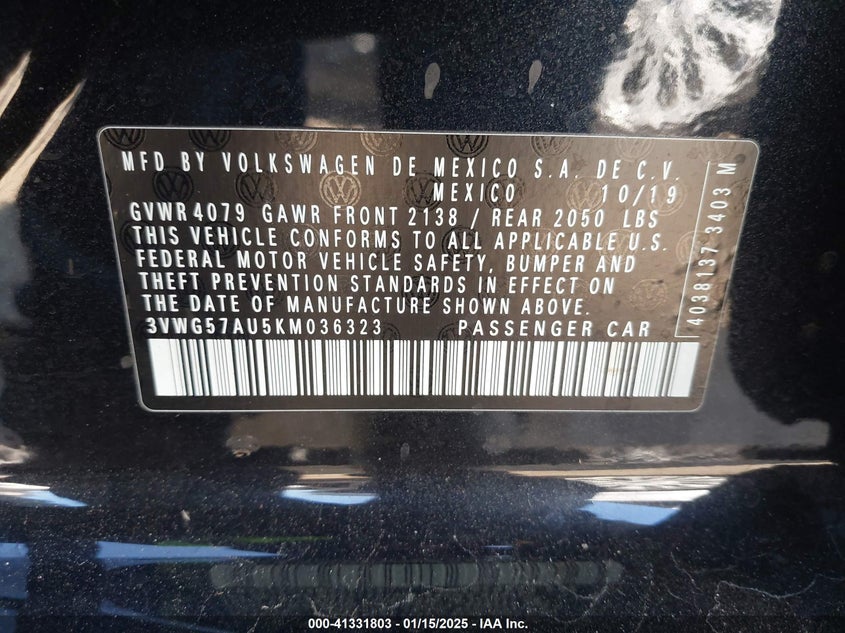 MFD BY VOLKSWAGEN DE MEXICO S.A. DE C.V.
MEXICO 10/19
GVWR 4079 GAWR FRONT 2138 / REAR 2050 LBS
THIS VEHICLE CONFORMS TO ALL APPLICABLE U.S.
FEDERAL MOTOR VEHICLE SAFETY, BUMPER AND
THEFT PREVENTION STANDARDS IN EFFECT ON
THE DATE OF MANUFACTURE SHOWN ABOVE.
3VWG57AU5KM036323 PASSENGER CAR
4038137 3403 M
000-41331803 - 01/15/2025 - IAA Inc.